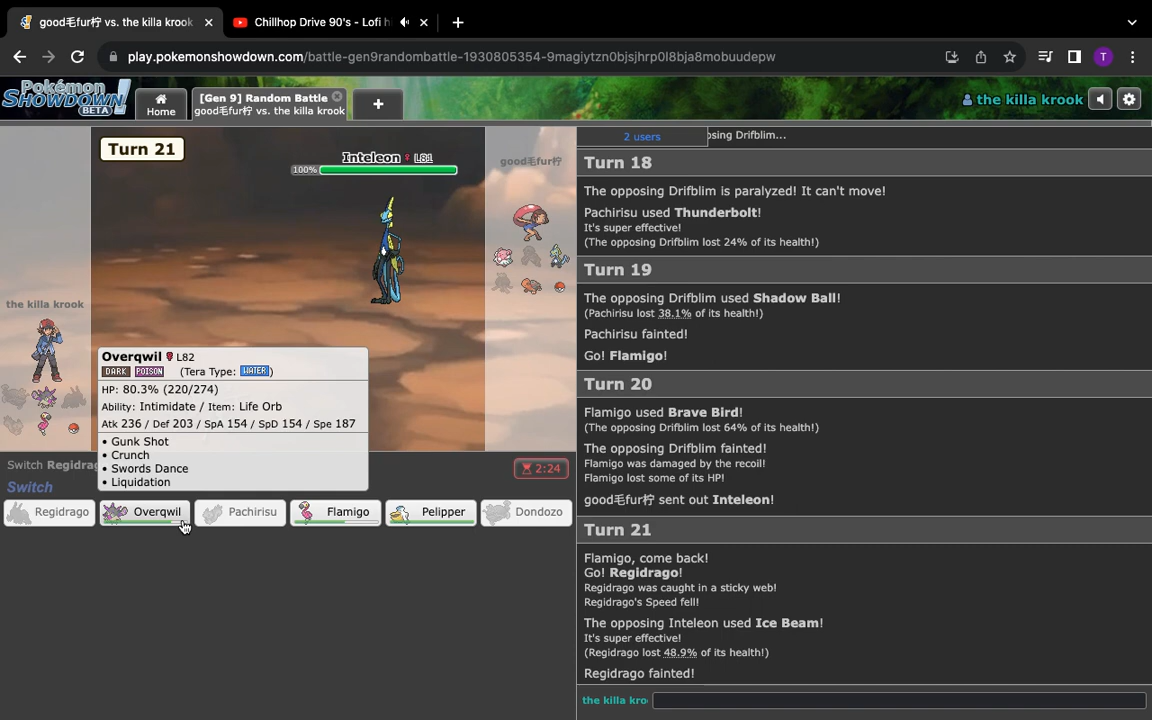 good毛fur柠 vs. the killa krook
Chillhop Drive 90's - Lofi h
play.pokemonshowdown.com/battle-gen9randombattle-1930805354-9magiytzn0bjsjhrp0l8bja8mobuudepw
T
Pokémon
SHOWDOWN!
BETA
Home
[Gen 9] Random Battle
good毛fur柠 vs. the killa krook
the killa krook
Turn 21
Inteleon L81
100%
good毛fur柠
the killa krook
Overqwil L82
DARK POISON (Tera Type: WATER)
HP: 80.3% (220/274)
Ability: Intimidate / Item: Life Orb
Atk 236 / Def 203 / SpA 154 / SpD 154 / Spe 187
• Gunk Shot
• Crunch
• Swords Dance
• Liquidation
Switch Regidrag
2:24
Switch
Regidrago
Overqwil
Pachirisu
Flamigo
Pelipper
Dondozo
2 users
osing Drifblim...
Turn 18
The opposing Drifblim is paralyzed! It can't move!
Pachirisu used Thunderbolt!
It's super effective!
(The opposing Drifblim lost 24% of its health!)
Turn 19
The opposing Drifblim used Shadow Ball!
(Pachirisu lost 38.1% of its health!)
Pachirisu fainted!
Go! Flamigo!
Turn 20
Flamigo used Brave Bird!
(The opposing Drifblim lost 64% of its health!)
The opposing Drifblim fainted!
Flamigo was damaged by the recoil!
Flamigo lost some of its HP!
good毛fur柠 sent out Inteleon!
Turn 21
Flamigo, come back!
Go! Regidrago!
Regidrago was caught in a sticky web!
Regidrago's Speed fell!
The opposing Inteleon used Ice Beam!
It's super effective!
(Regidrago lost 48.9% of its health!)
Regidrago fainted!
the killa kro